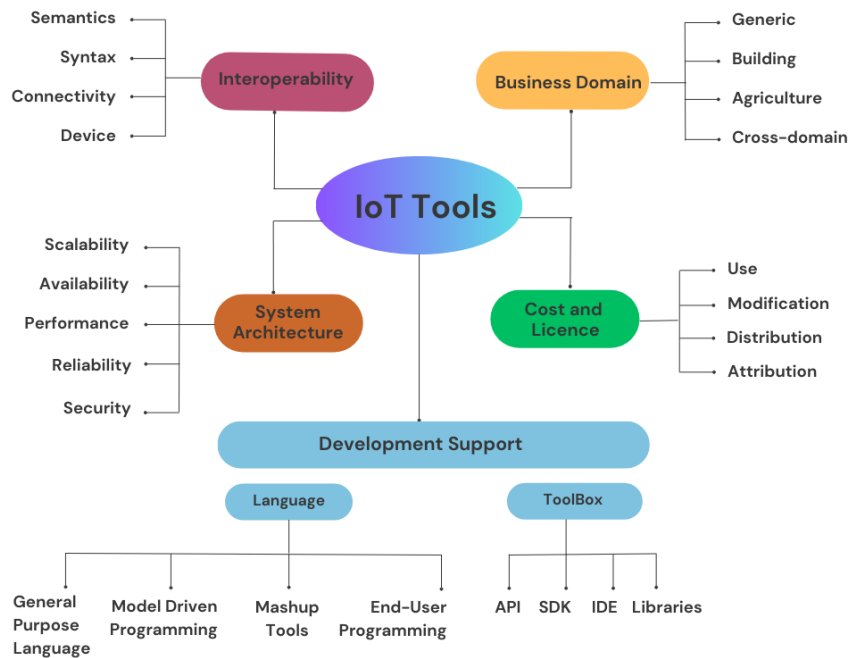 Semantics
Syntax
Connectivity
Device
Interoperability
Business Domain
Generic
Building
Agriculture
Cross-domain
IoT Tools
Scalability
Availability
Performance
Reliability
Security
System
Architecture
Cost and
Licence
Use
Modification
Distribution
Attribution
Development Support
Language
ToolBox
General
Purpose
Language
Model Driven
Programming
Mashup
Tools
End-User
Programming
API
SDK
IDE
Libraries